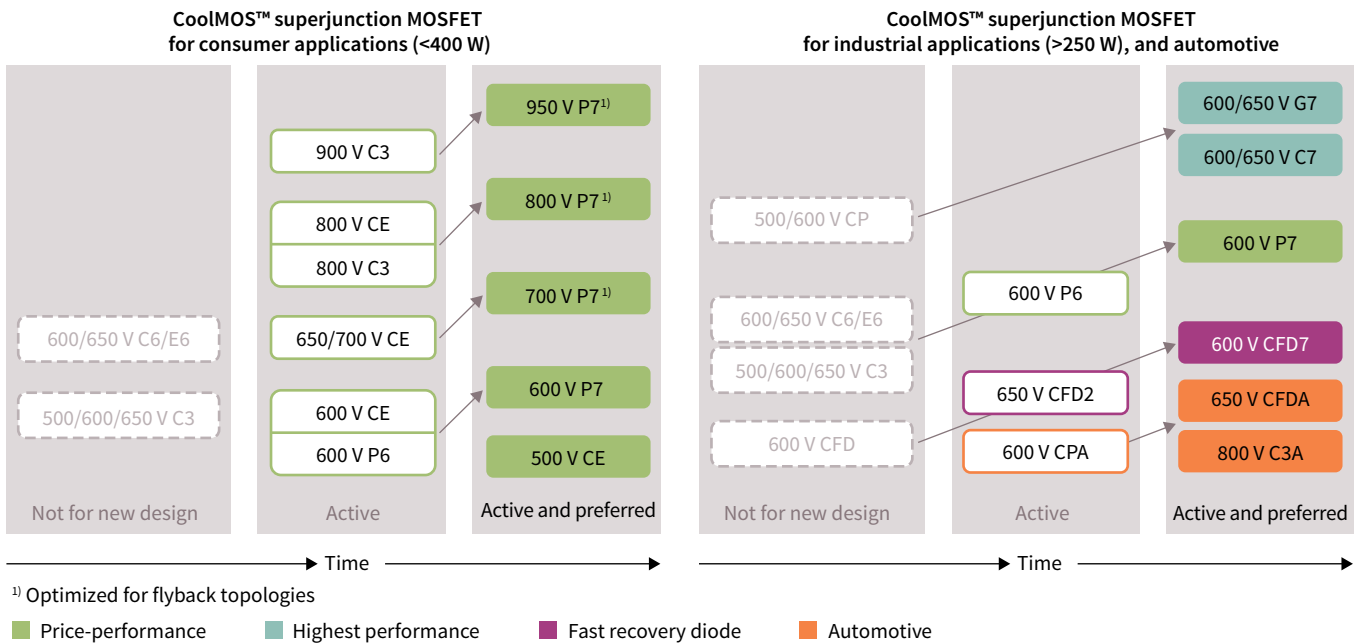 CoolMOS™ superjunction MOSFET
for consumer applications (<400 W)
950 V P7¹⁾
900 V C3
800 V P7¹⁾
800 V CE
800 V C3
700 V P7¹⁾
600/650 V C6/E6
650/700 V CE
600 V P7
500/600/650 V C3
600 V CE
600 V P6
500 V CE
Not for new design
Active
Active and preferred
Time
CoolMOS™ superjunction MOSFET
for industrial applications (>250 W), and automotive
600/650 V G7
600/650 V C7
500/600 V CP
600 V P7
600 V P6
600/650 V C6/E6
600 V CFD7
500/600/650 V C3
650 V CFD2
650 V CFDA
600 V CFD
600 V CPA
800 V C3A
Not for new design
Active
Active and preferred
Time
¹⁾ Optimized for flyback topologies
Price-performance
Highest performance
Fast recovery diode
Automotive